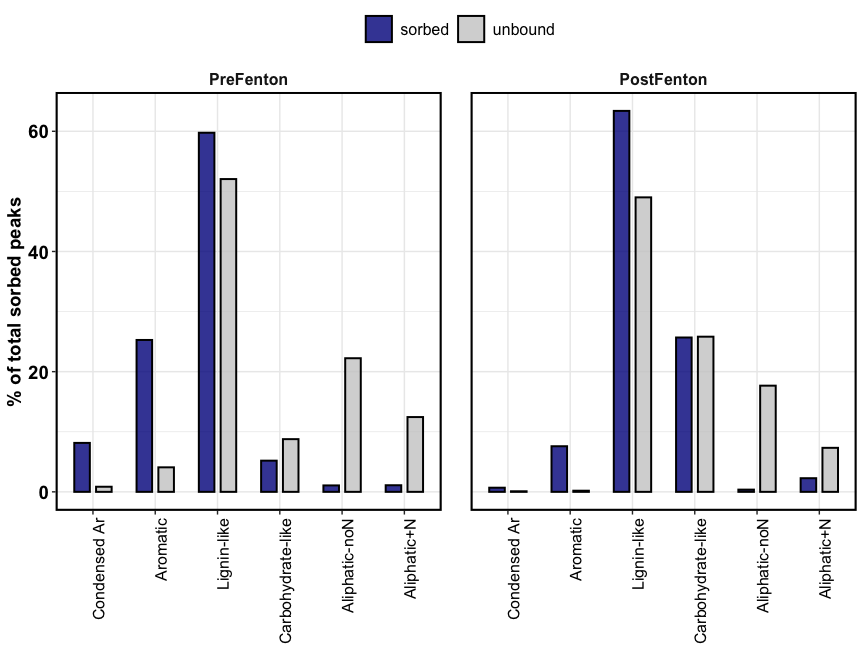 sorbed unbound
PreFenton PostFenton
% of total sorbed peaks
60
40
20
0
Condensed Ar
Aromatic
Lignin-like
Carbohydrate-like
Aliphatic-noN
Aliphatic+N
Condensed Ar
Aromatic
Lignin-like
Carbohydrate-like
Aliphatic-noN
Aliphatic+N